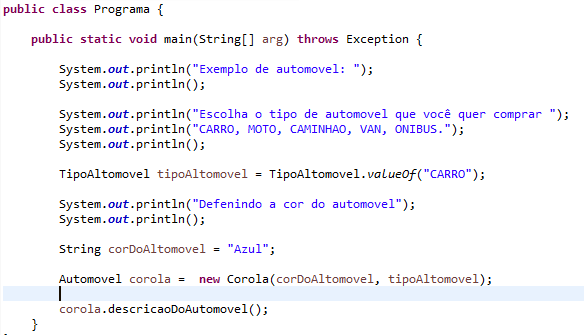 public class Programa {
public static void main(String[] arg) throws Exception {
System.out.println("Exemplo de automovel: ");
System.out.println();
System.out.println("Escolha o tipo de automovel que você quer comprar ");
System.out.println("CARRO, MOTO, CAMINHAO, VAN, ONIBUS.");
System.out.println();
TipoAltomovel tipoAltomovel = TipoAltomovel.valueOf("CARRO");
System.out.println("Defenindo a cor do automovel");
System.out.println();
String corDoAltomovel = "Azul";
Automovel corola =  new Corola(corDoAltomovel, tipoAltomovel);
corola.descricaoDoAutomovel();
}